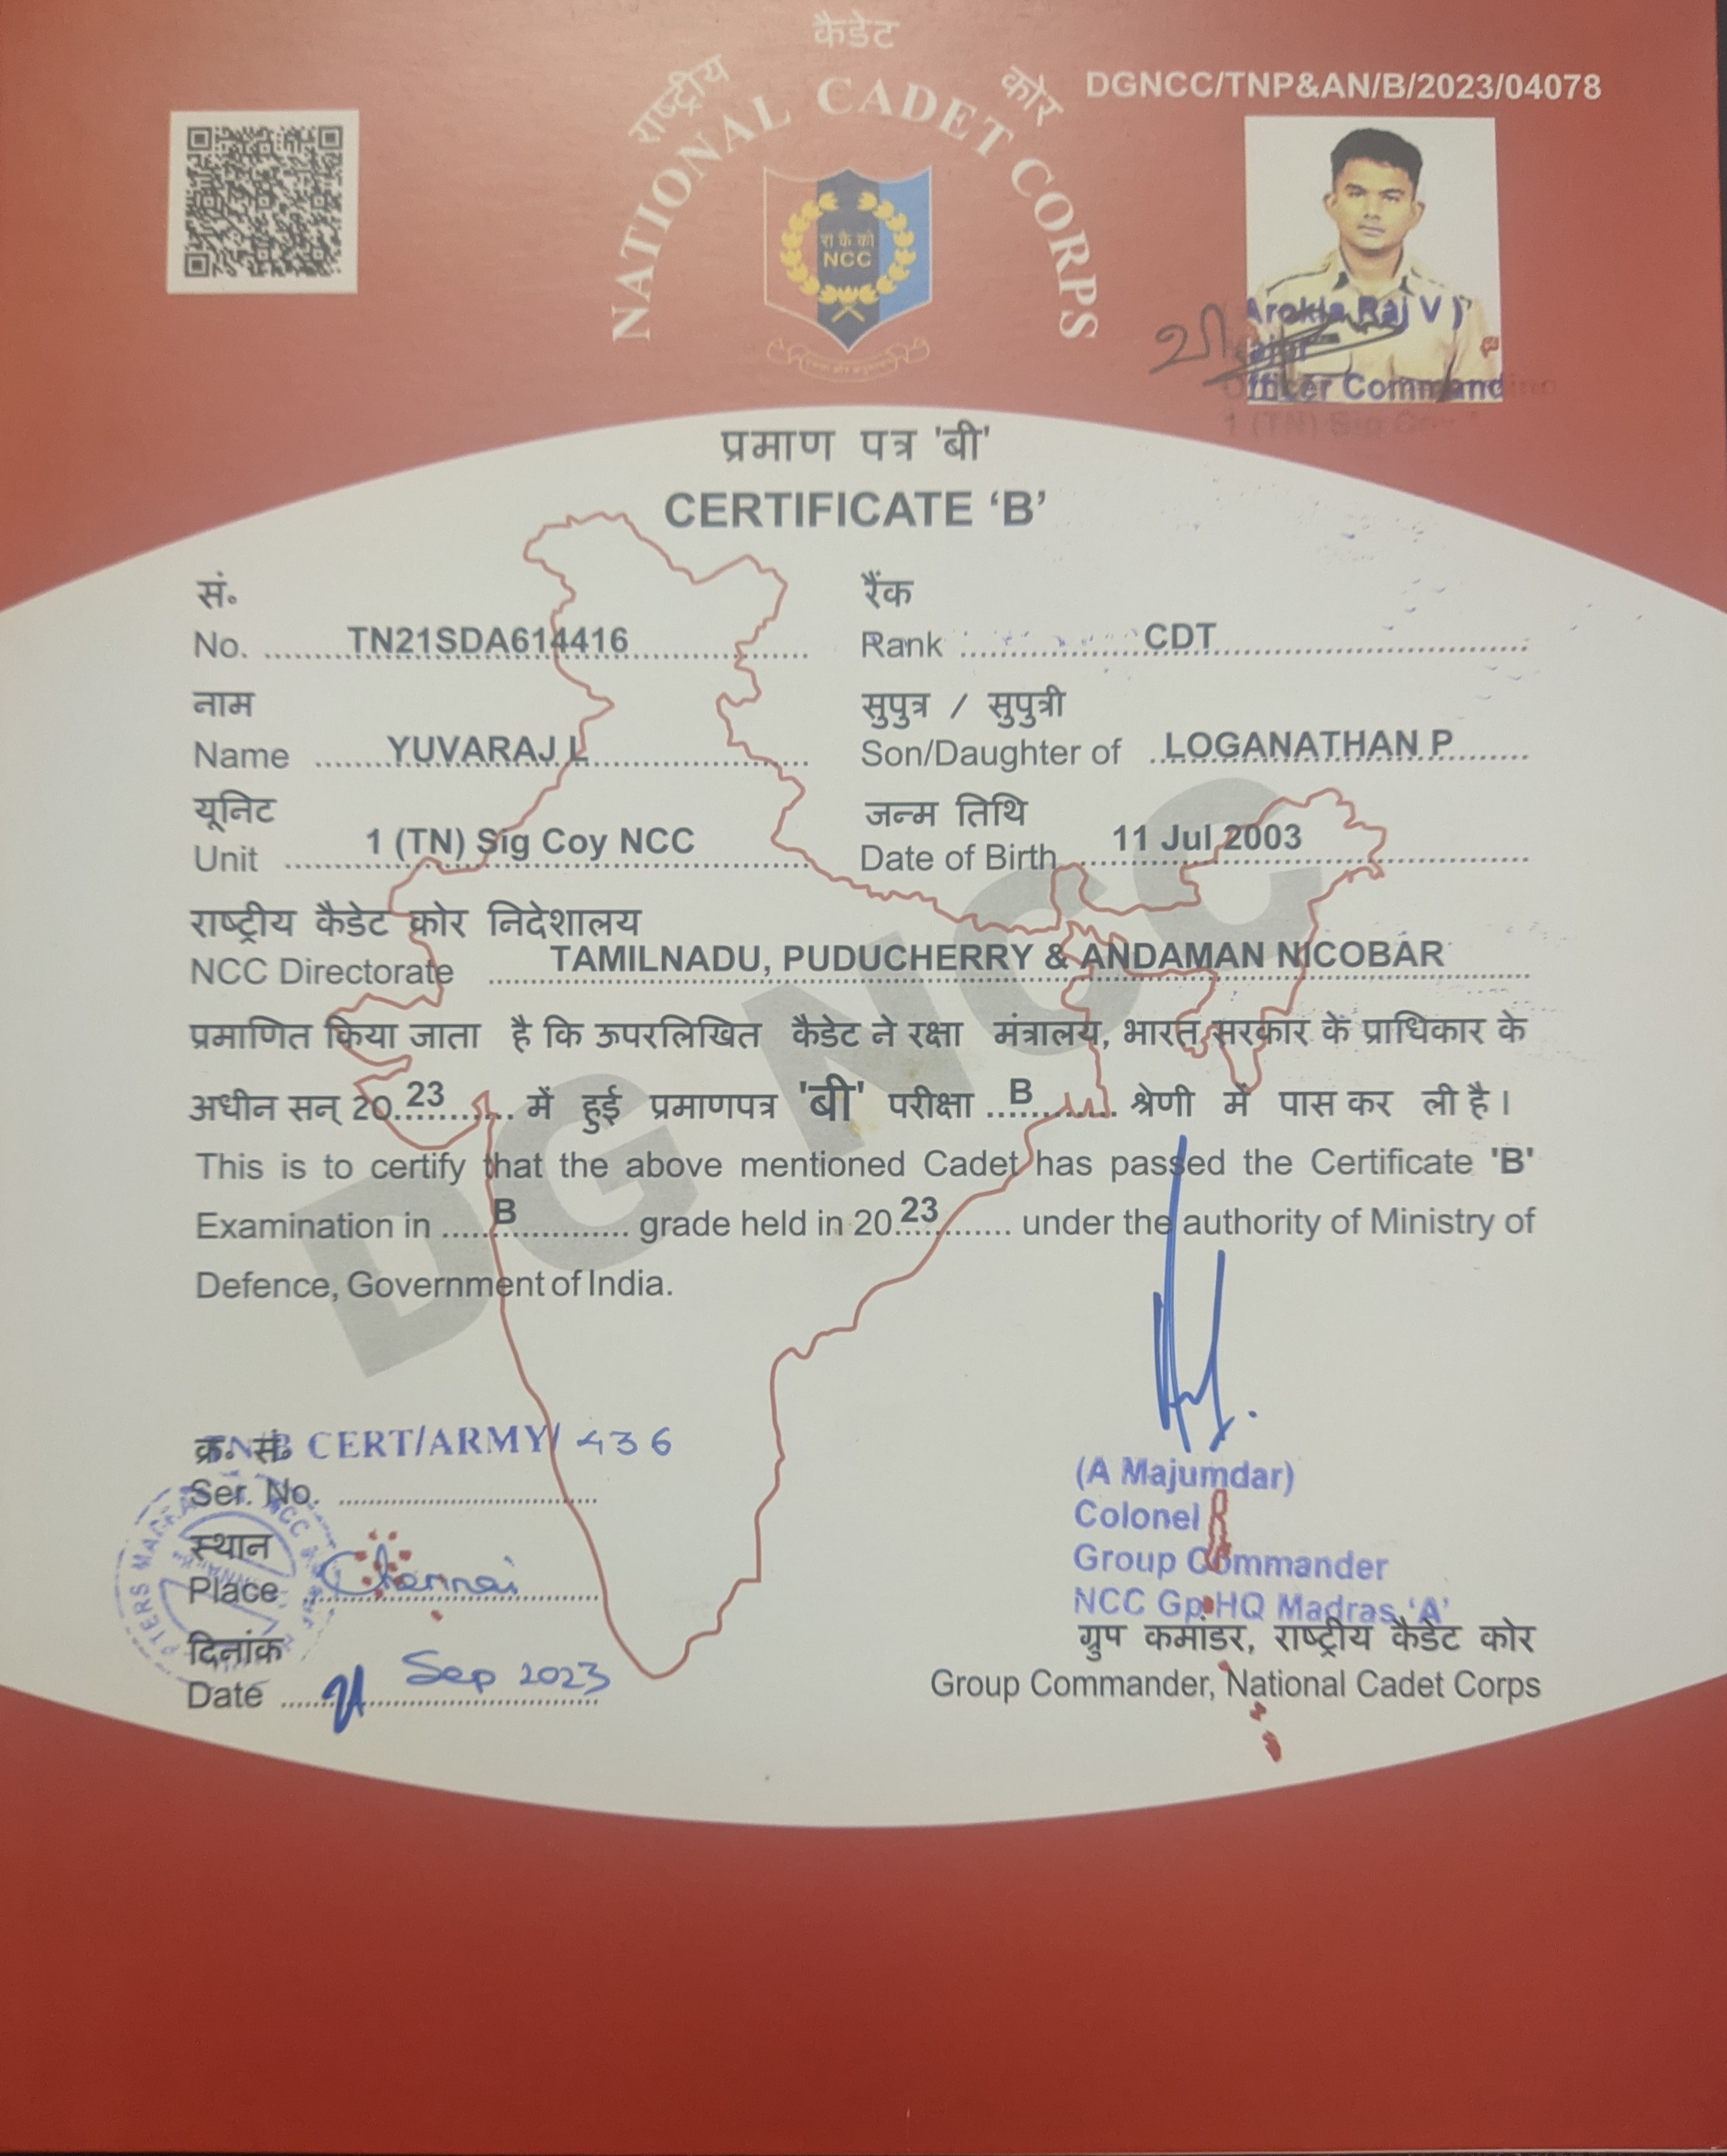 राष्ट्रीय कैडेट कोर
NATIONAL CADET CORPS
DGNCC/TNP&AN/B/2023/04078
रा कै को
NCC
Arokia Raj V )
Officer Commanding
1 (TN) Sig
प्रमाण पत्र 'बी'
CERTIFICATE ‘B’
सं॰ रैंक
No. TN21SDA614416 Rank CDT
नाम सुपुत्र / सुपुत्री
Name YUVARAJ L Son/Daughter of LOGANATHAN P
यूनिट जन्म तिथि
Unit 1 (TN) Sig Coy NCC Date of Birth 11 Jul 2003
राष्ट्रीय कैडेट कोर निदेशालय
NCC Directorate TAMILNADU, PUDUCHERRY & ANDAMAN NICOBAR
प्रमाणित किया जाता है कि ऊपरलिखित कैडेट ने रक्षा मंत्रालय, भारत सरकार के प्राधिकार के
अधीन सन् 20 23 में हुई प्रमाणपत्र 'बी' परीक्षा B श्रेणी में पास कर ली है।
This is to certify that the above mentioned Cadet has passed the Certificate 'B'
Examination in B grade held in 20 23 under the authority of Ministry of
Defence, Government of India.
DG NCC
क्र॰ सं॰ CERT/ARMY/ 436
Ser. No.
स्थान
Place Chennai
दिनांक
Date 21 Sep 2023
(A Majumdar)
Colonel
Group Commander
NCC Gp HQ Madras ‘A’
ग्रुप कमांडर, राष्ट्रीय कैडेट कोर
Group Commander, National Cadet Corps